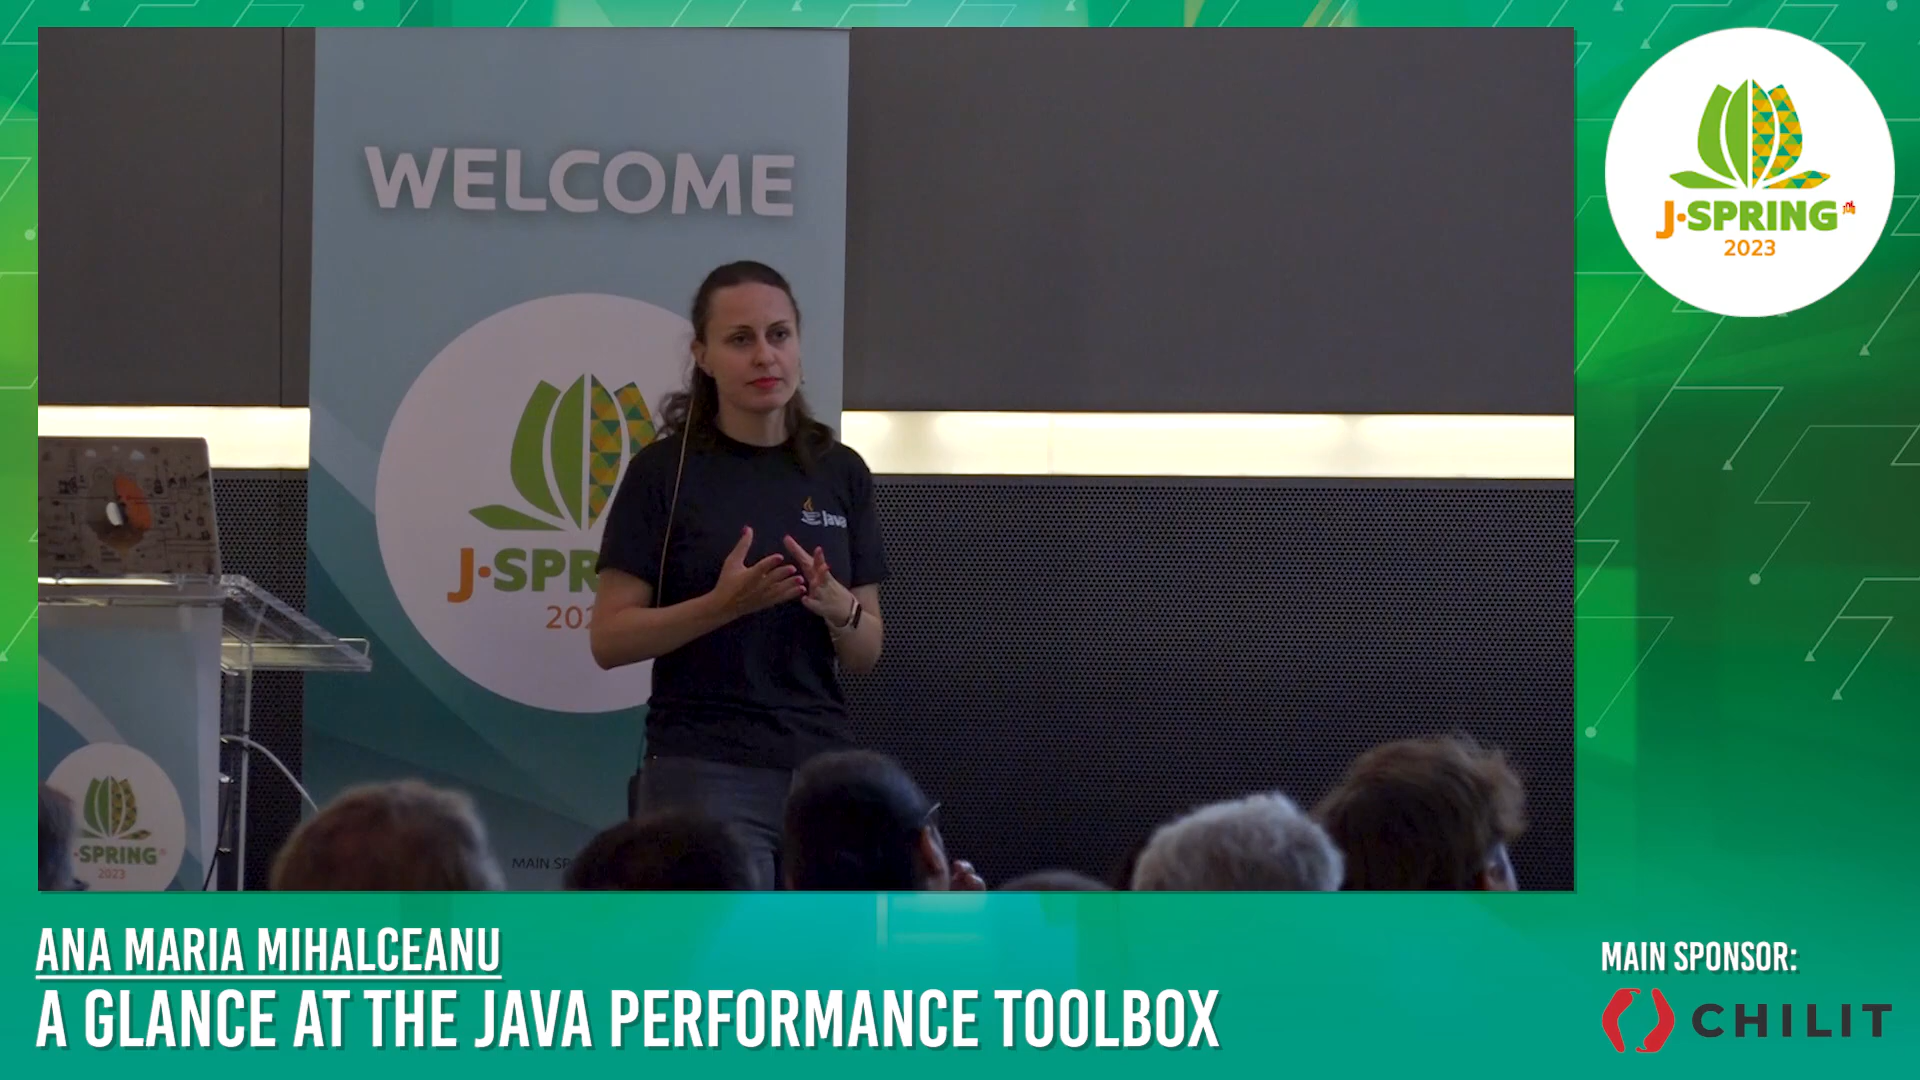 WELCOME
J·SPRING
2023
Java
J·SPR
202
MAIN SP
·SPRING
2023
ANA MARIA MIHALCEANU
A GLANCE AT THE JAVA PERFORMANCE TOOLBOX
MAIN SPONSOR:
CHILIT